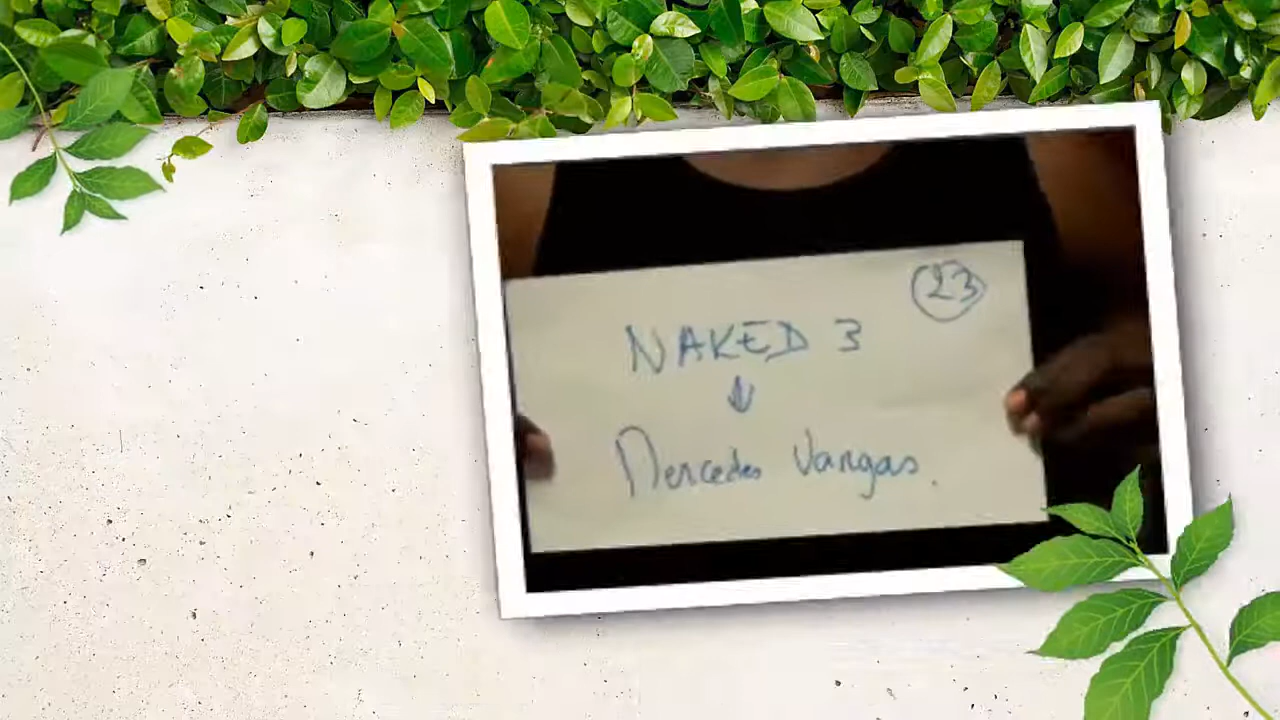 23
NAKED 3
↓
Mercedes Vargas.